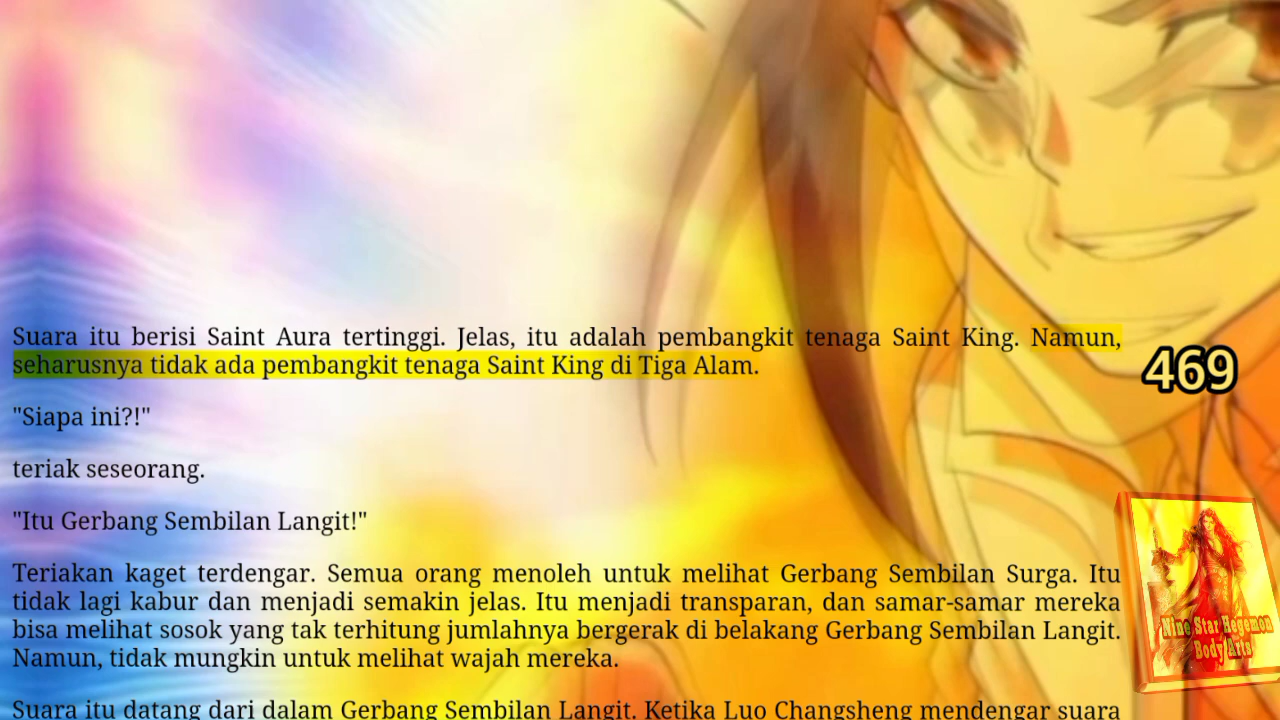 Suara itu berisi Saint Aura tertinggi. Jelas, itu adalah pembangkit tenaga Saint King. Namun,
seharusnya tidak ada pembangkit tenaga Saint King di Tiga Alam.
469
"Siapa ini?!"
teriak seseorang.
"Itu Gerbang Sembilan Langit!"
Teriakan kaget terdengar. Semua orang menoleh untuk melihat Gerbang Sembilan Surga. Itu
tidak lagi kabur dan menjadi semakin jelas. Itu menjadi transparan, dan samar-samar mereka
bisa melihat sosok yang tak terhitung jumlahnya bergerak di belakang Gerbang Sembilan Langit.
Namun, tidak mungkin untuk melihat wajah mereka.
Nine Star Hegemon
Body Arts
Suara itu datang dari dalam Gerbang Sembilan Langit. Ketika Luo Changsheng mendengar suara